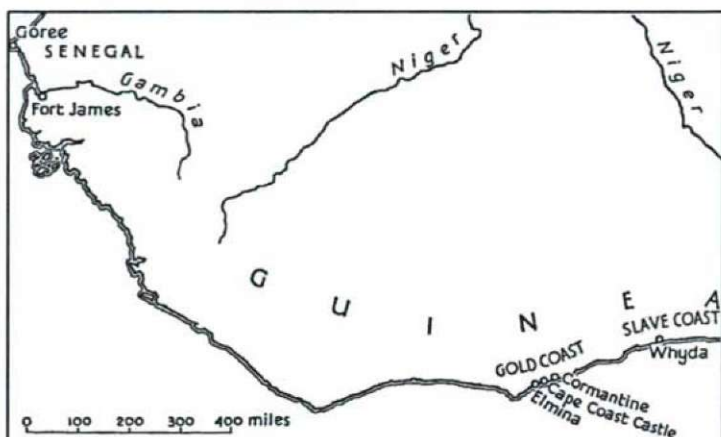 Goree
SENEGAL
Gambia
Fort James
Niger
Niger
GUINEA
SLAVE COAST
Whyda
GOLD COAST
Cormantine
Cape Coast Castle
Elmina
0 100 200 300 400 miles